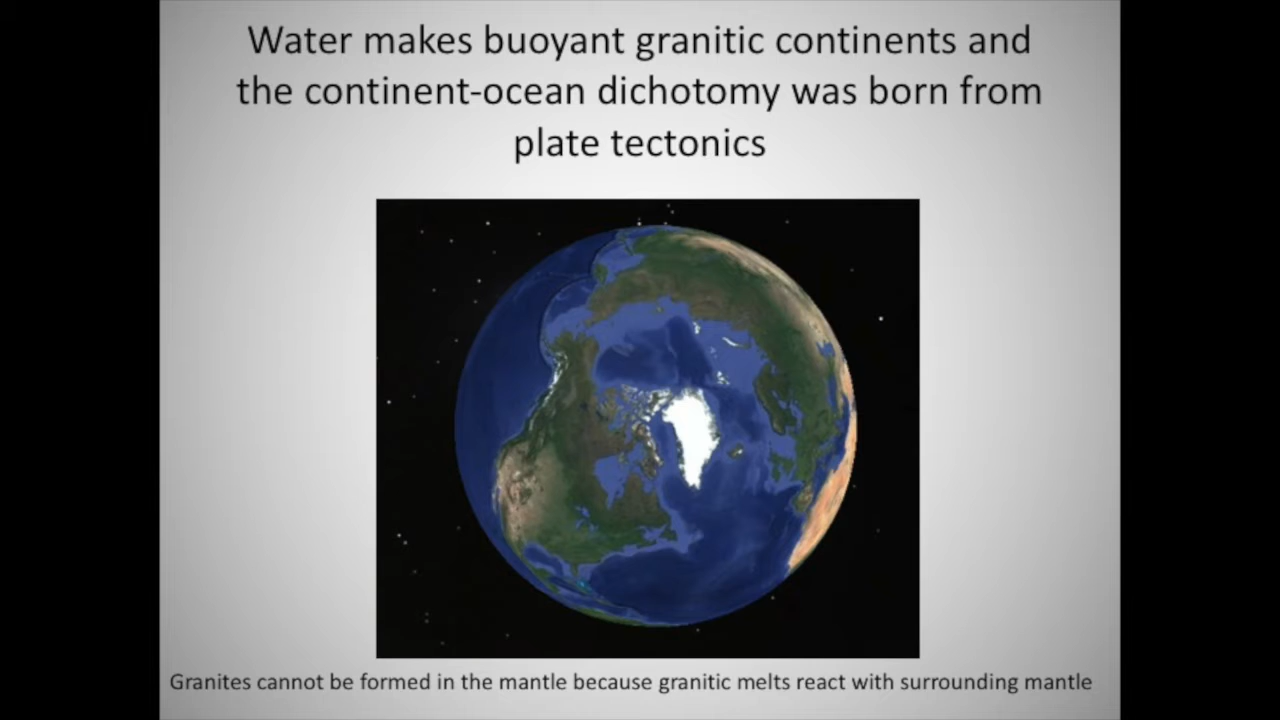 Water makes buoyant granitic continents and
the continent-ocean dichotomy was born from
plate tectonics
Granites cannot be formed in the mantle because granitic melts react with surrounding mantle